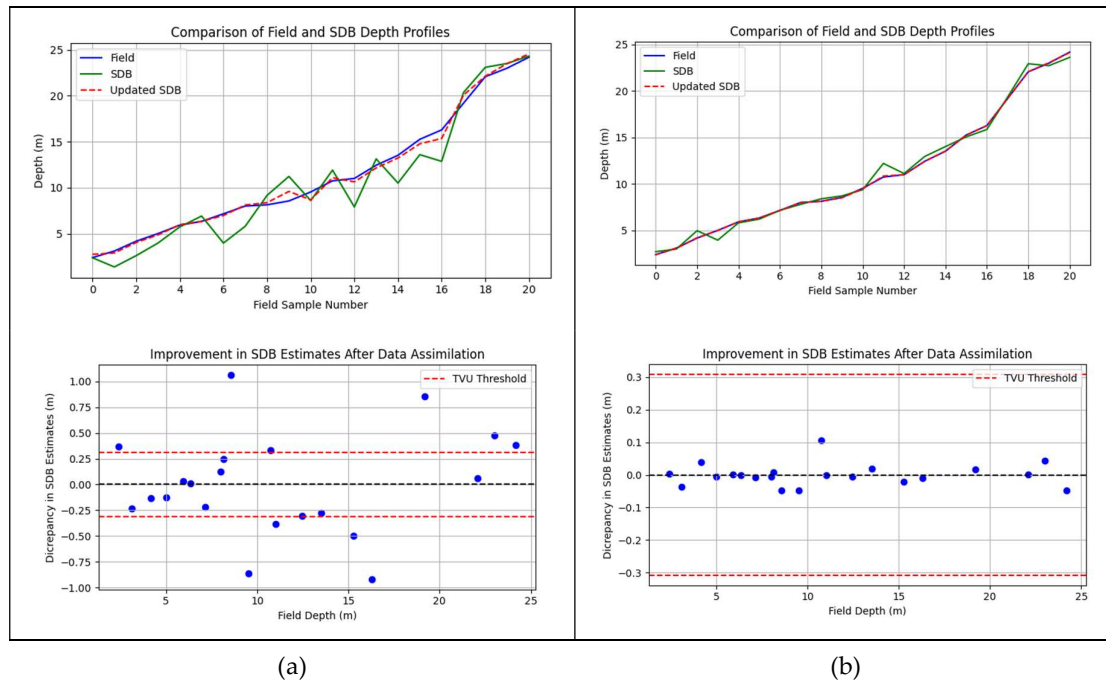 Comparison of Field and SDB Depth Profiles
25
20
15
10
5
Depth (m)
Field
SDB
Updated SDB
0 2 4 6 8 10 12 14 16 18 20
Field Sample Number
Comparison of Field and SDB Depth Profiles
25
20
15
10
5
Depth (m)
Field
SDB
Updated SDB
0 2 4 6 8 10 12 14 16 18 20
Field Sample Number
Improvement in SDB Estimates After Data Assimilation
1.00
0.75
0.50
0.25
0.00
−0.25
−0.50
−0.75
−1.00
Dicrepancy in SDB Estimates (m)
TVU Threshold
5 10 15 20 25
Field Depth (m)
Improvement in SDB Estimates After Data Assimilation
0.3
0.2
0.1
0.0
−0.1
−0.2
−0.3
Dicrepancy in SDB Estimates (m)
TVU Threshold
5 10 15 20 25
Field Depth (m)
(a)
(b)